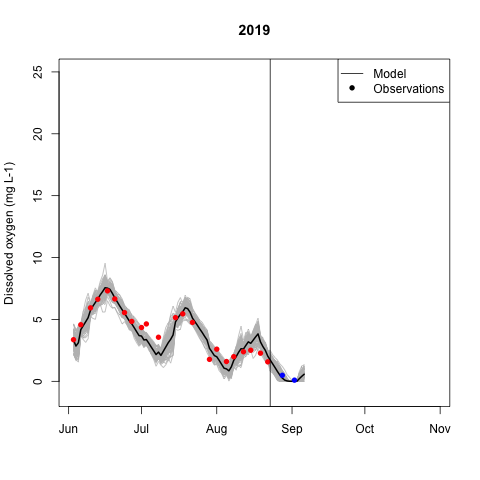 2019
Model
Observations
Dissolved oxygen (mg L-1)
25
20
15
10
5
0
Jun Jul Aug Sep Oct Nov